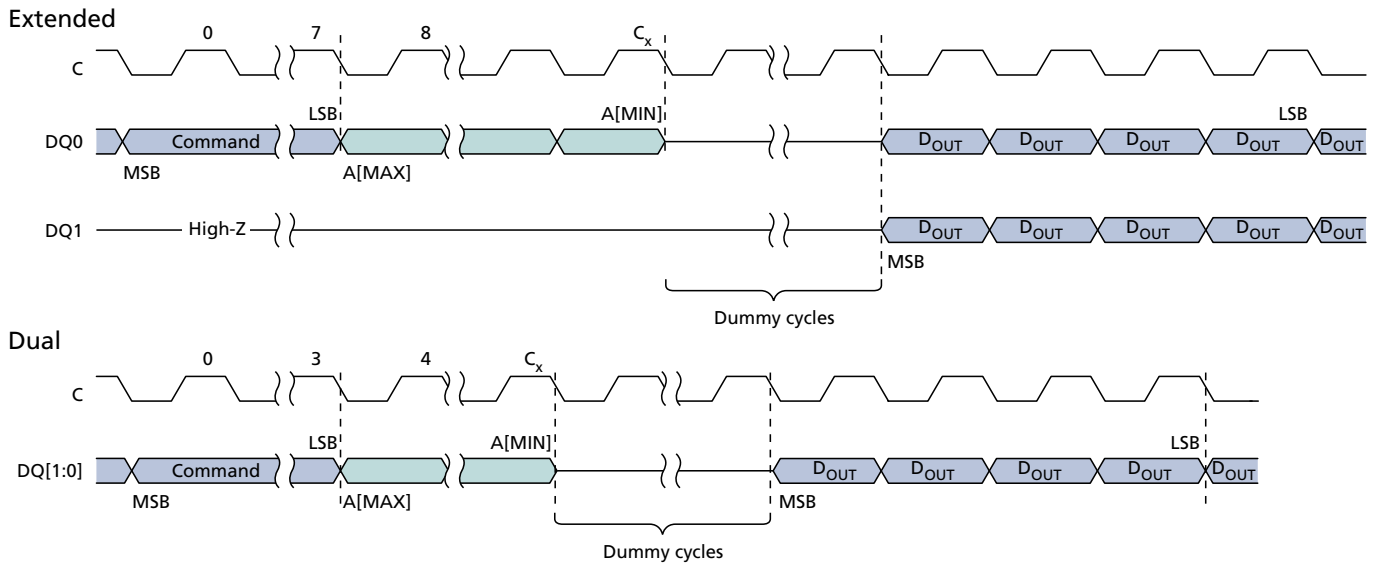 Extended
0 7 8 Cx
C
LSB A[MIN] LSB
DQ0 Command DOUT DOUT DOUT DOUT DOUT
MSB A[MAX]
DQ1 High-Z DOUT DOUT DOUT DOUT DOUT
MSB
Dummy cycles
Dual
0 3 4 Cx
C
LSB A[MIN] LSB
DQ[1:0] Command DOUT DOUT DOUT DOUT DOUT
MSB A[MAX] MSB
Dummy cycles